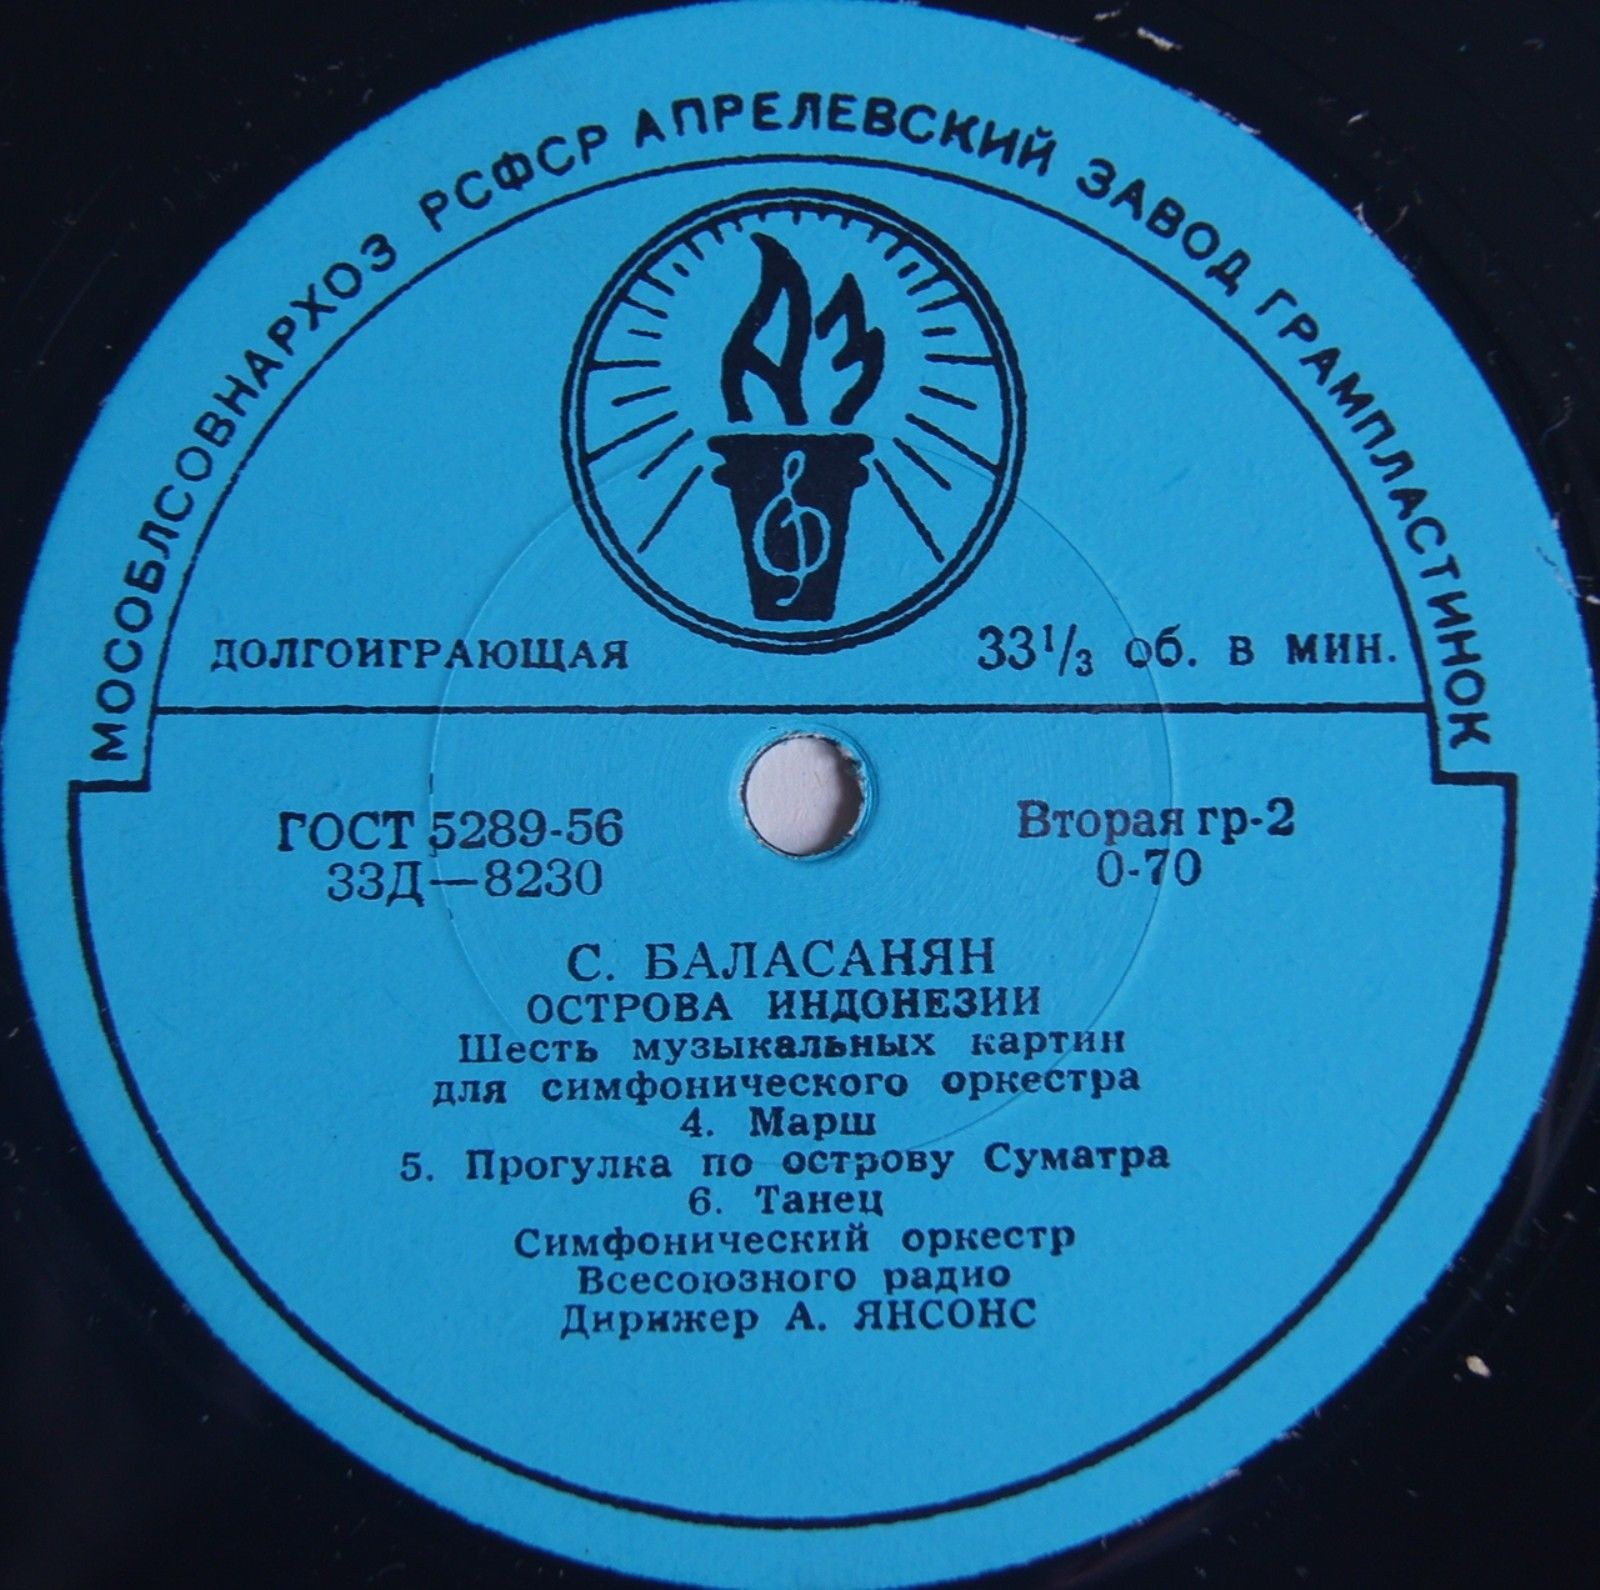 МОСОБЛСОВНАРХОЗ РСФСР АПРЕЛЕВСКИЙ ЗАВОД ГРАМПЛАСТИНОК
АЗ
ДОЛГОИГРАЮЩАЯ
33 1/3 об. в мин.
ГОСТ 5289-56
33Д—8230
Вторая гр-2
0-70
С. БАЛАСАНЯН
ОСТРОВА ИНДОНЕЗИИ
Шесть музыкальных картин
для симфонического оркестра
4. Марш
5. Прогулка по острову Суматра
6. Танец
Симфонический оркестр
Всесоюзного радио
Дирижер А. ЯНСОНС